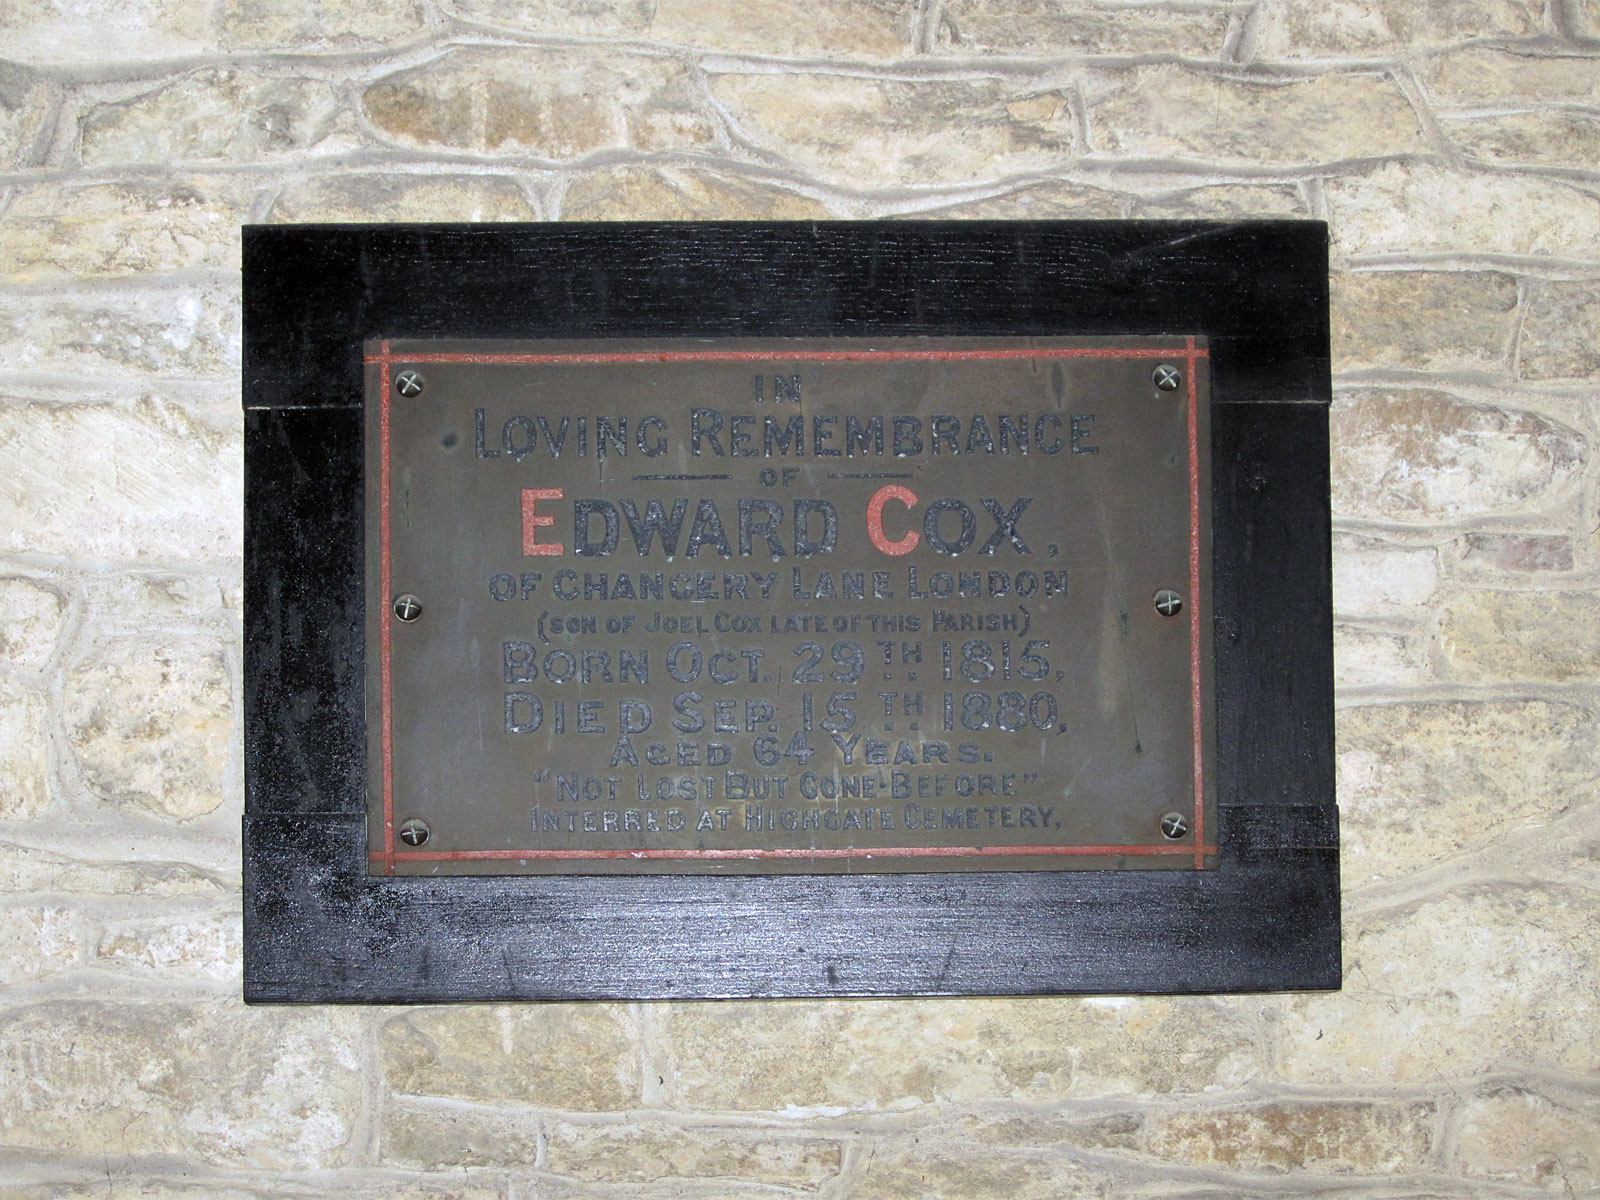 IN
LOVING REMEMBRANCE
OF
EDWARD COX,
OF CHANCERY LANE LONDON
(SON OF JOEL COX LATE OF THIS PARISH)
BORN OCT. 29TH 1815,
DIED SEP. 15TH 1880,
AGED 64 YEARS.
"NOT LOST BUT GONE BEFORE"
INTERRED AT HIGHGATE CEMETERY,